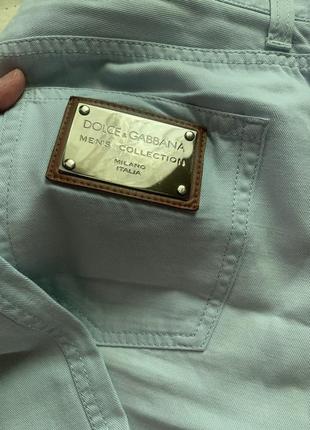 DOLCE&GABBANA
MEN'S COLLECTION
MILANO
ITALIA